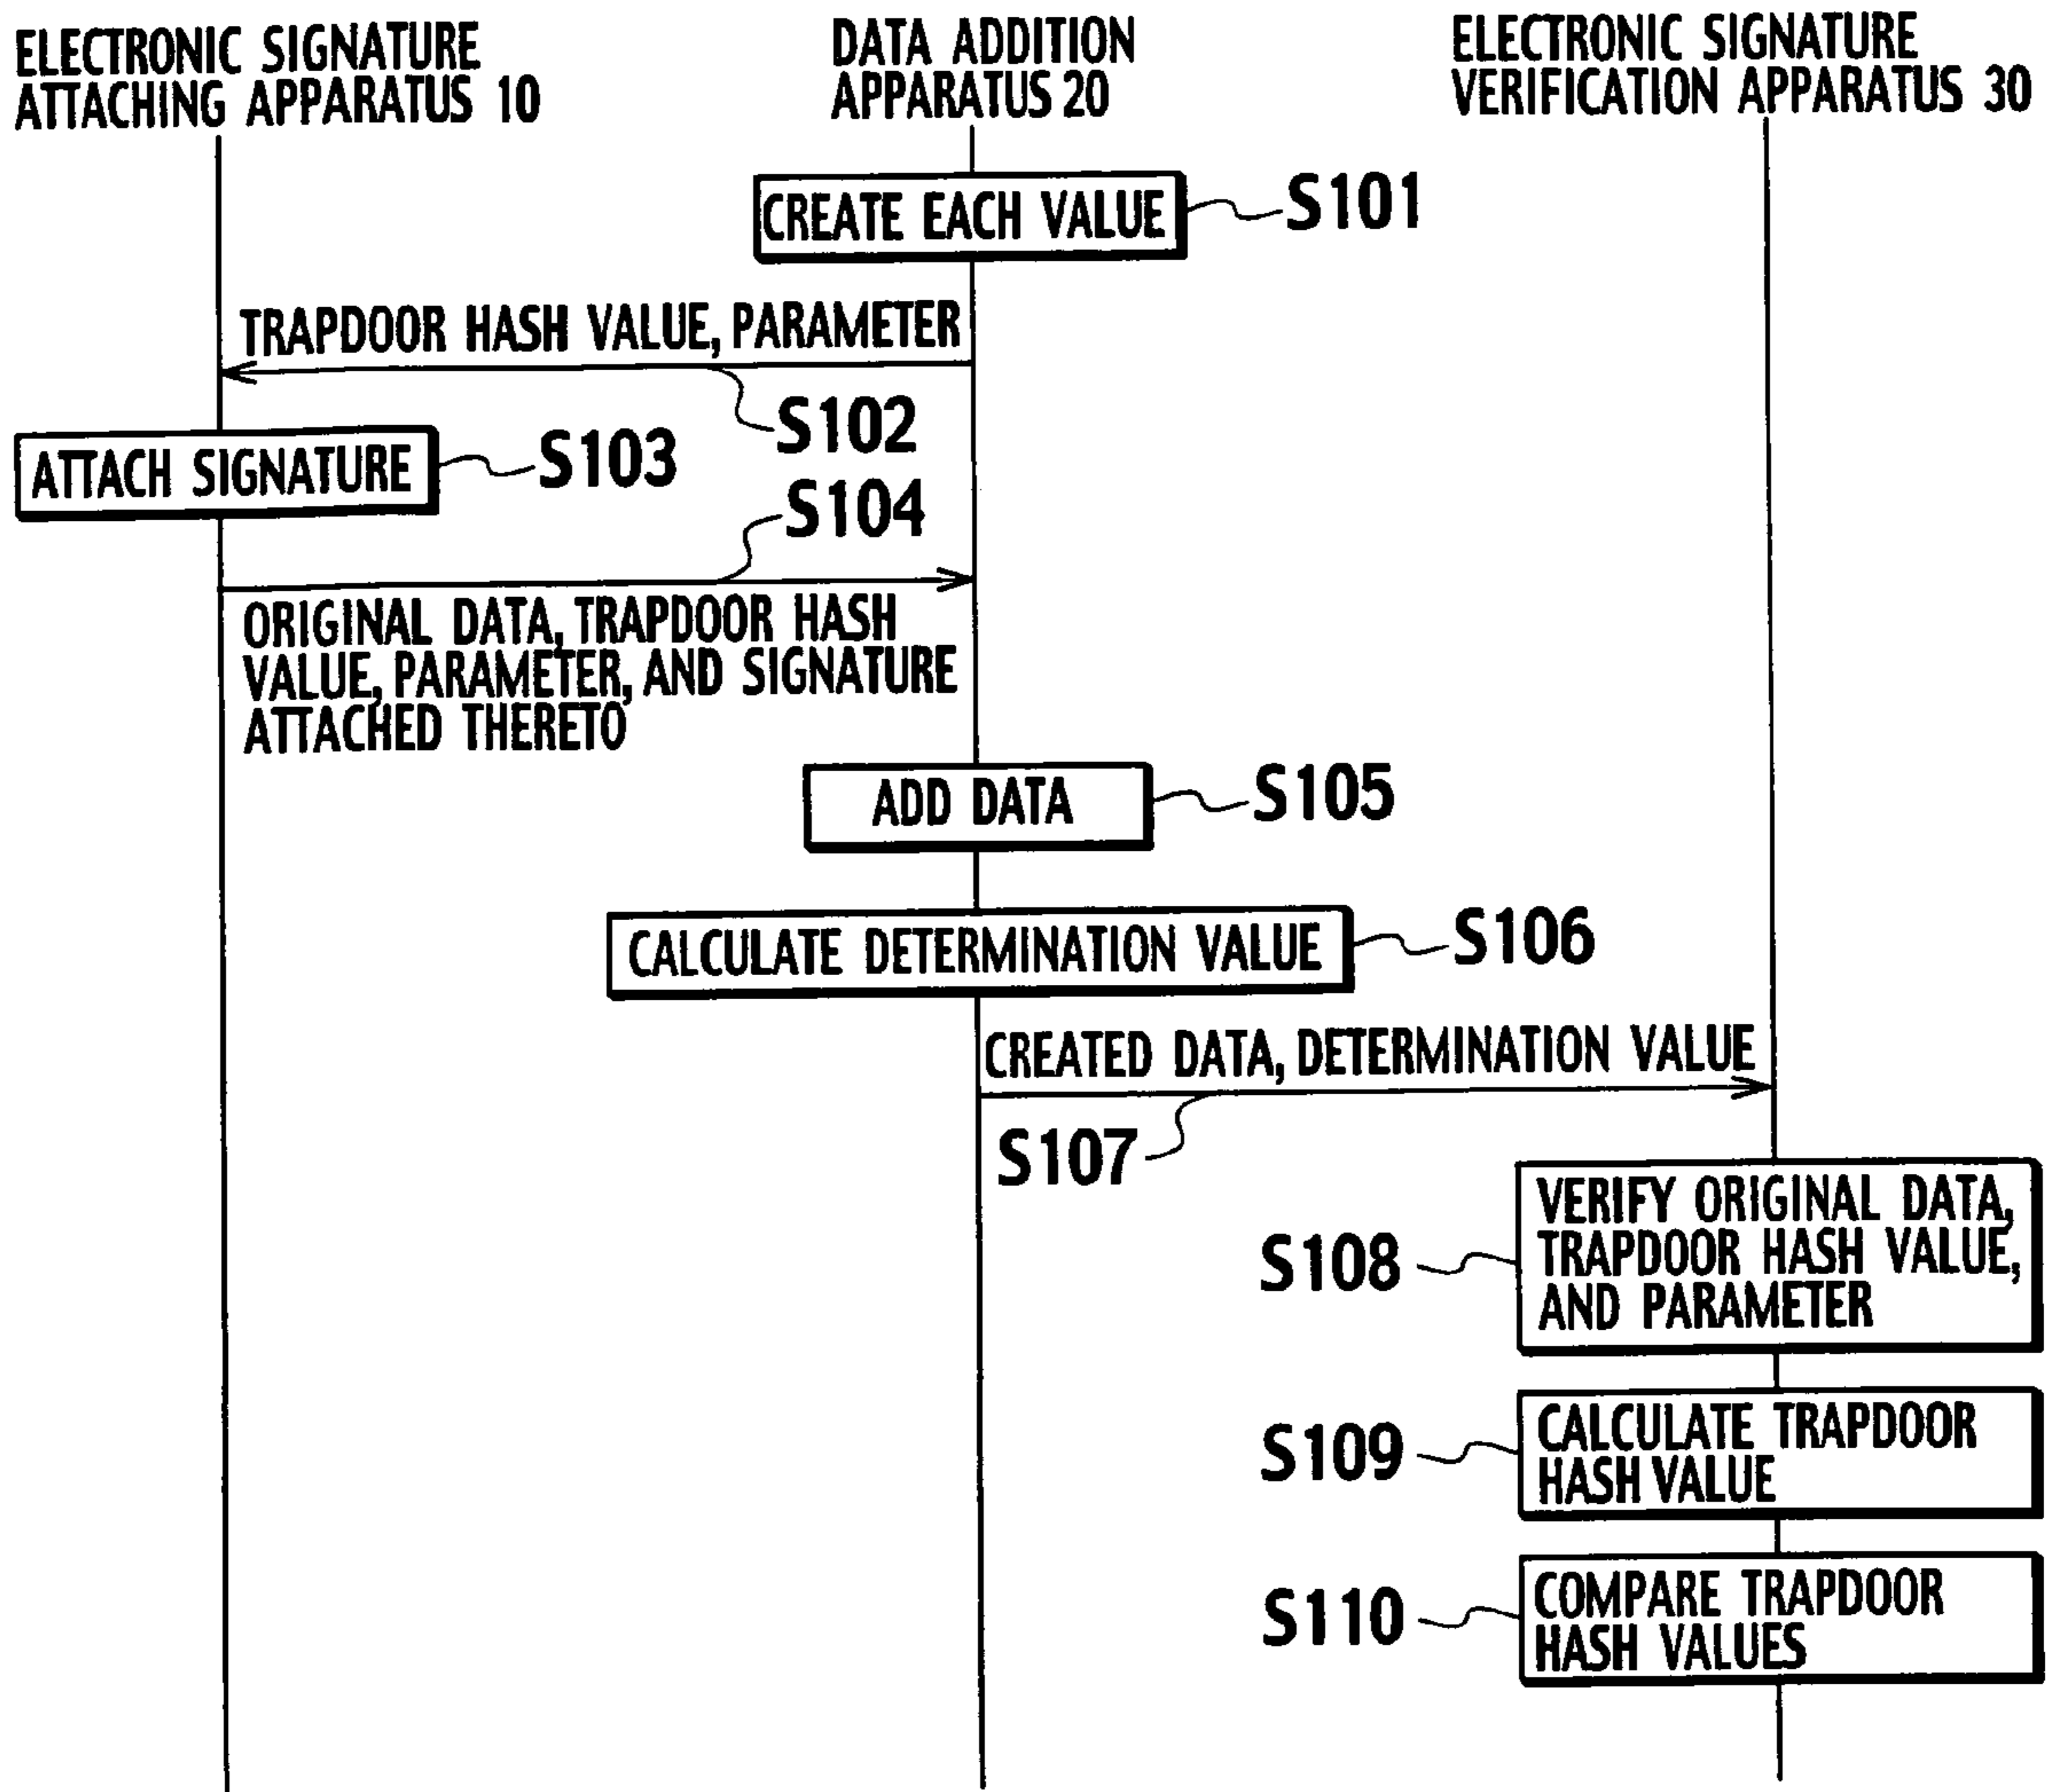 ELECTRONIC SIGNATURE
ATTACHING APPARATUS 10
DATA ADDITION
APPARATUS 20
ELECTRONIC SIGNATURE
VERIFICATION APPARATUS 30
CREATE EACH VALUE
S101
TRAPDOOR HASH VALUE, PARAMETER
S102
ATTACH SIGNATURE
S103
S104
ORIGINAL DATA, TRAPDOOR HASH
VALUE, PARAMETER, AND SIGNATURE
ATTACHED THERETO
ADD DATA
S105
CALCULATE DETERMINATION VALUE
S106
CREATED DATA, DETERMINATION VALUE
S107
VERIFY ORIGINAL DATA,
TRAPDOOR HASH VALUE,
AND PARAMETER
S108
CALCULATE TRAPDOOR
HASH VALUE
S109
COMPARE TRAPDOOR
HASH VALUES
S110